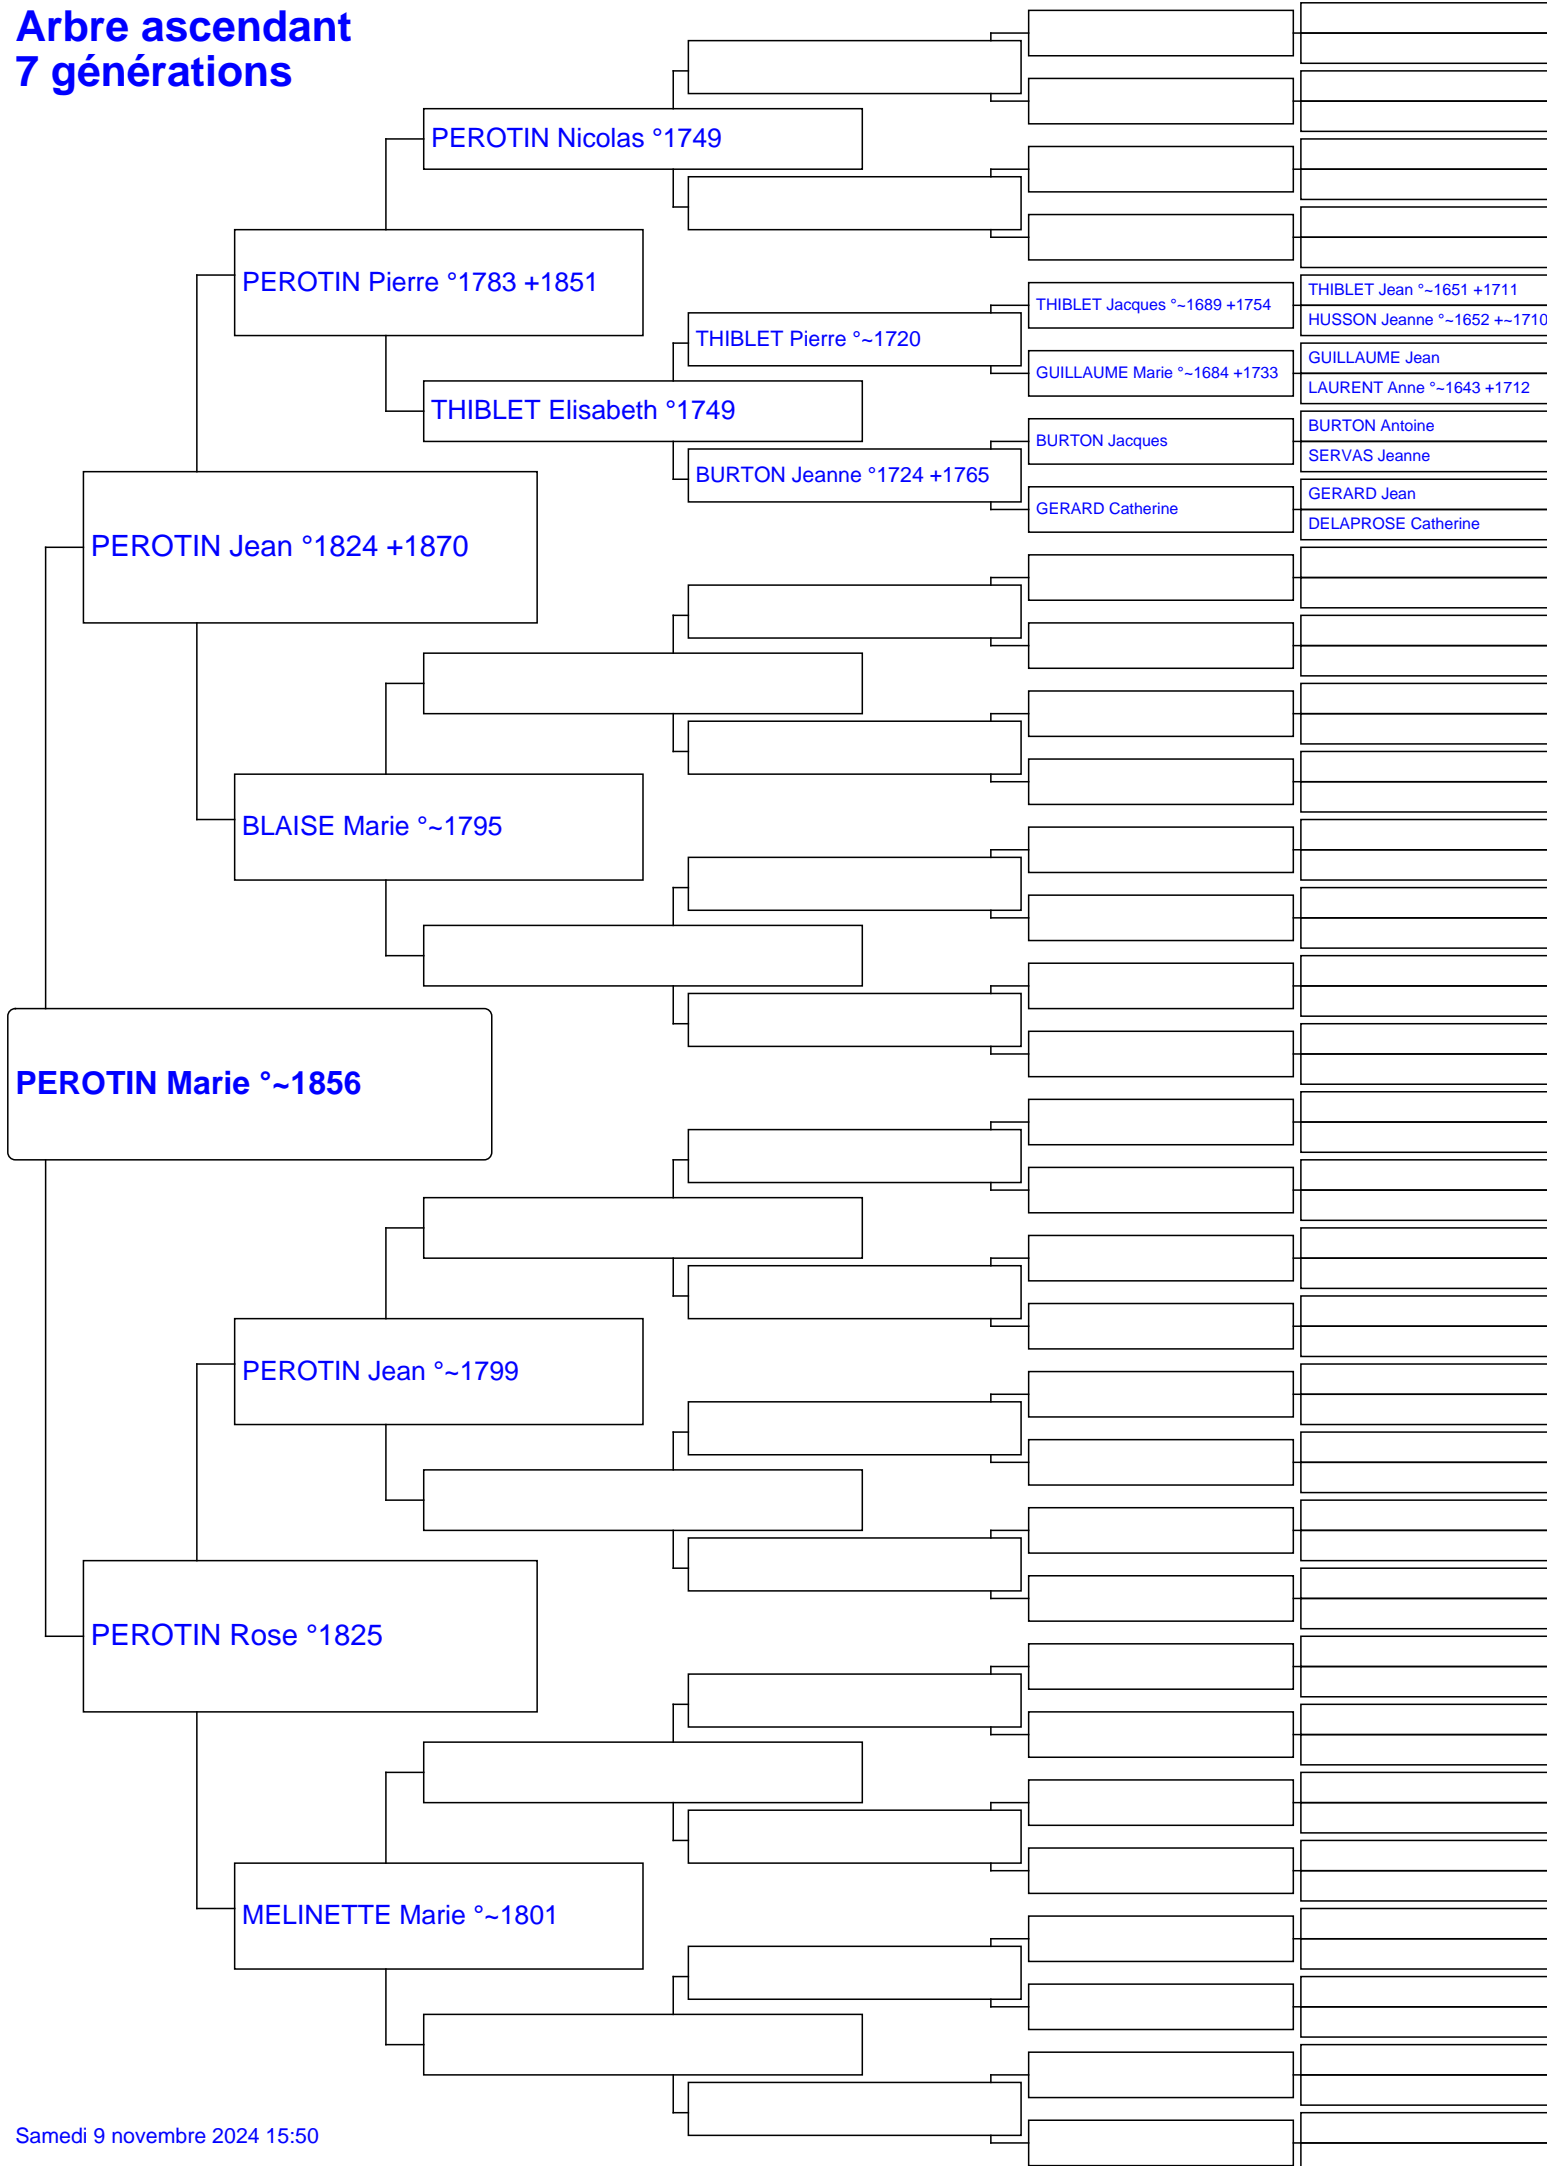 Arbre ascendant
7 générations
PEROTIN Nicolas °1749
PEROTIN Pierre °1783 +1851
THIBLET Jean °~1651 +1711
THIBLET Jacques °~1689 +1754
HUSSON Jeanne °~1652 +~1710
THIBLET Pierre °~1720
GUILLAUME Jean
GUILLAUME Marie °~1684 +1733
LAURENT Anne °~1643 +1712
THIBLET Elisabeth °1749
BURTON Antoine
BURTON Jacques
SERVAS Jeanne
BURTON Jeanne °1724 +1765
GERARD Jean
GERARD Catherine
DELAPROSE Catherine
PEROTIN Jean °1824 +1870
BLAISE Marie °~1795
PEROTIN Marie °~1856
PEROTIN Jean °~1799
PEROTIN Rose °1825
MELINETTE Marie °~1801
Samedi 9 novembre 2024 15:50